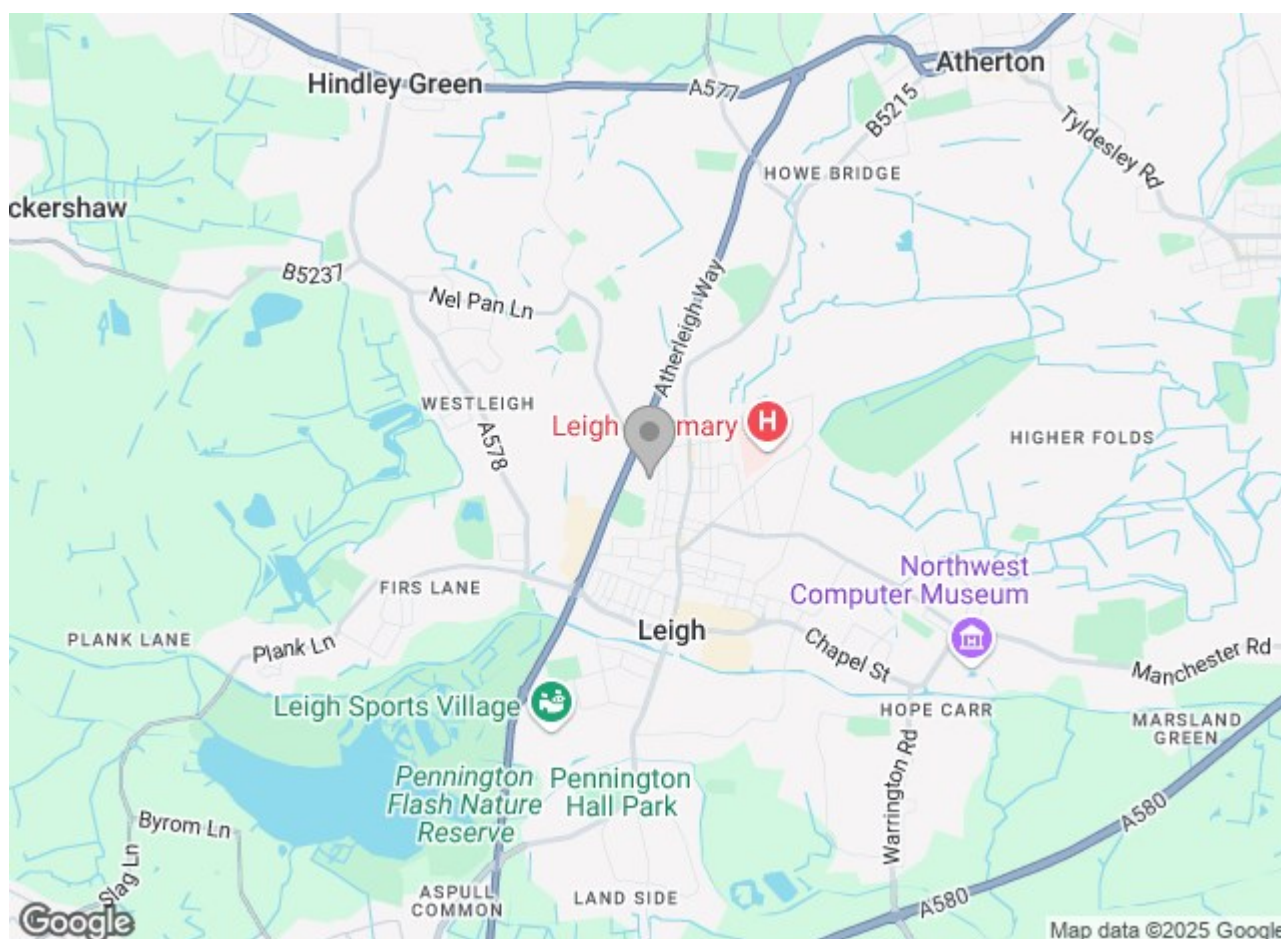 Atherton
Hindley Green
A577
B5215
Tyldesley Rd
HOWE BRIDGE
ckershaw
B5237
Nel Pan Ln
Atherleigh Way
WESTLEIGH
A578
Leigh
mary
H
HIGHER FOLDS
Northwest
Computer Museum
FIRS LANE
PLANK LANE
Plank Ln
Leigh
Chapel St
Manchester Rd
Leigh Sports Village
HOPE CARR
MARSLAND
GREEN
Pennington
Flash Nature
Reserve
Pennington
Hall Park
Warrington Rd
A580
Byrom Ln
Slag Ln
ASPULL
COMMON
LAND SIDE
A580
Google
Map data ©2025 Google